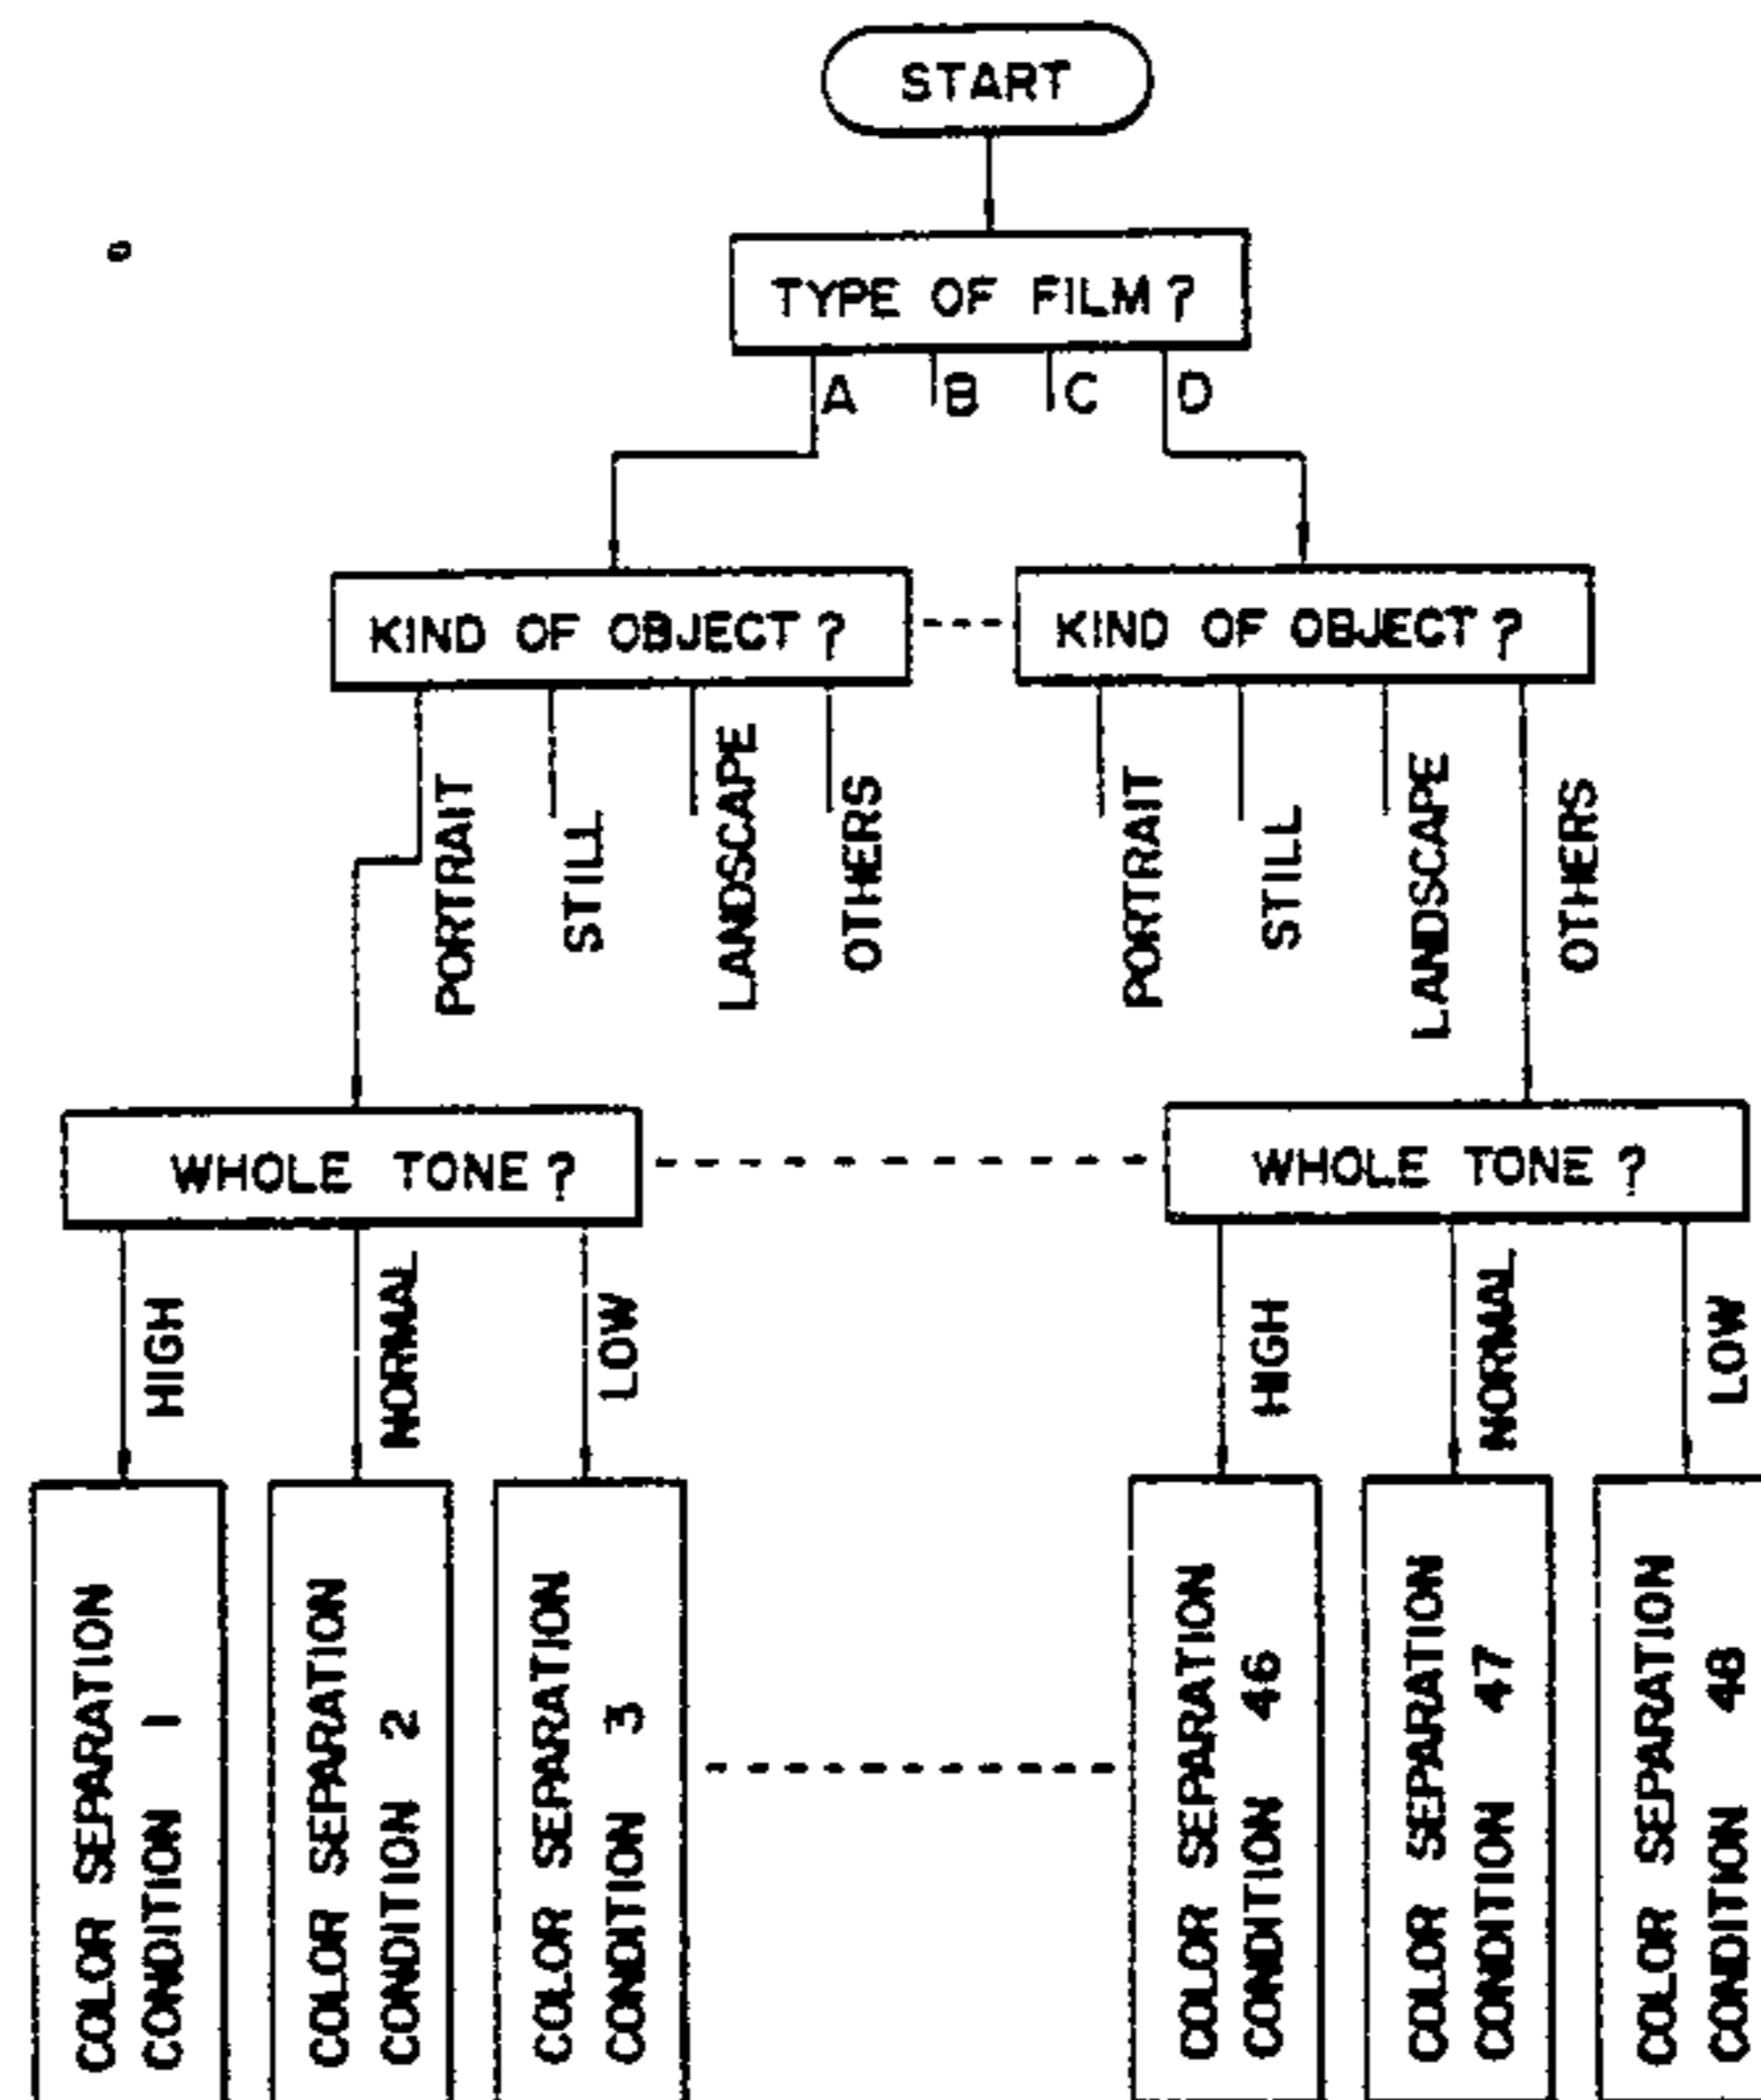 START
TYPE OF FILM ?
A
B
C
D
KIND OF OBJECT ?
KIND OF OBJECT ?
PORTRAIT
STILL
LANDSCAPE
OTHERS
PORTRAIT
STILL
LANDSCAPE
OTHERS
WHOLE TONE ?
WHOLE TONE ?
HIGH
NORMAL
LOW
HIGH
NORMAL
LOW
COLOR SEPARATION
CONDITION 1
COLOR SEPARATION
CONDITION 2
COLOR SEPARATION
CONDITION 3
COLOR SEPARATION
CONDITION 46
COLOR SEPARATION
CONDITION 47
COLOR SEPARATION
CONDITION 48